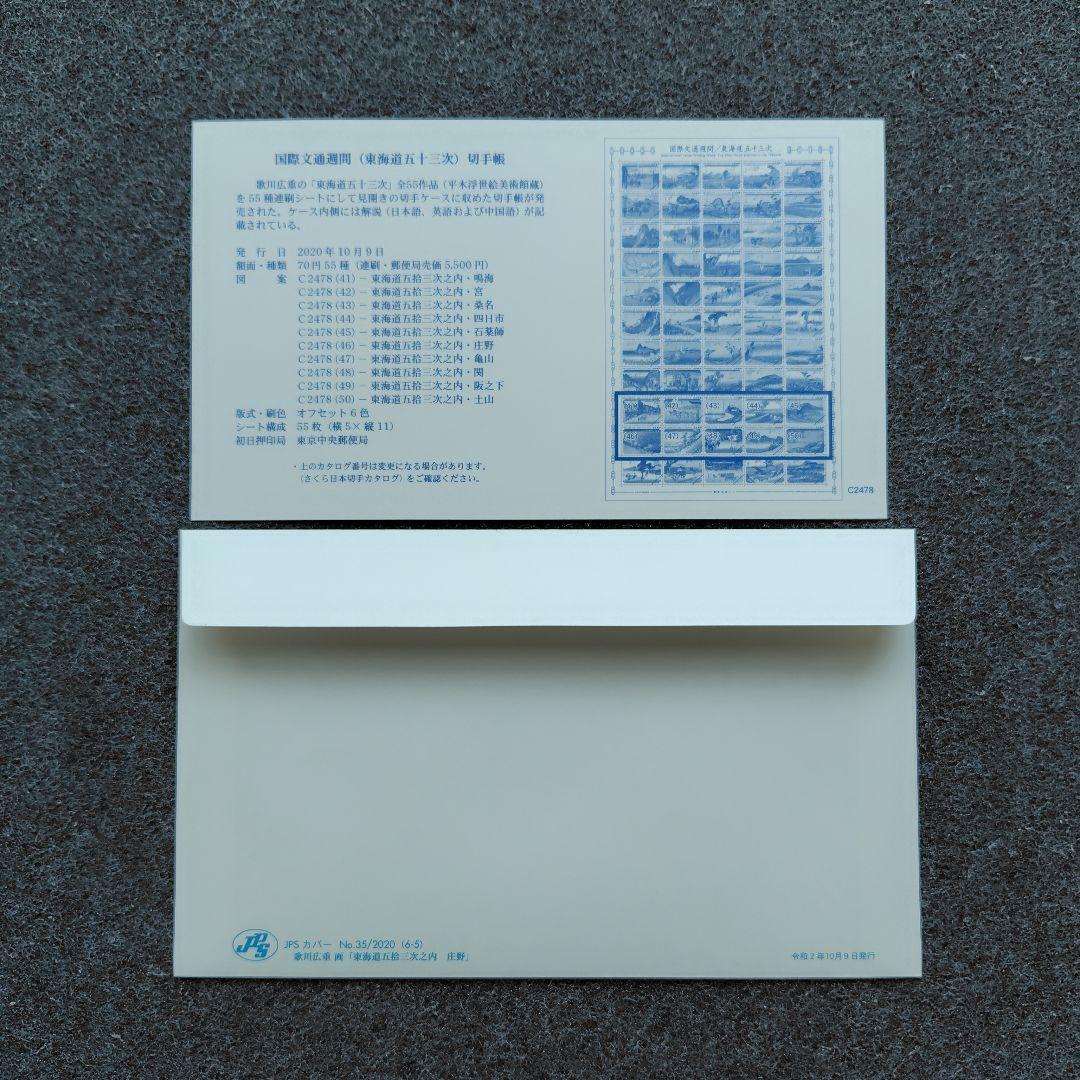 国際文通週間（東海道五十三次）切手帳
歌川広重の「東海道五十三次」全55作品（平木浮世絵美術館蔵）
を55種連刷シートにして見開きの切手ケースに収めた切手帳が発
売された。ケース内側には解説（日本語、英語および中国語）が記
載されている。
発行日 2020年10月9日
額面・種類 70円55種（連刷・郵便局売価5,500円）
図案 C2478(41)－東海道五拾三次之内・鳴海
C2478(42)－東海道五拾三次之内・宮
C2478(43)－東海道五拾三次之内・桑名
C2478(44)－東海道五拾三次之内・四日市
C2478(45)－東海道五拾三次之内・石薬師
C2478(46)－東海道五拾三次之内・庄野
C2478(47)－東海道五拾三次之内・亀山
C2478(48)－東海道五拾三次之内・関
C2478(49)－東海道五拾三次之内・阪之下
C2478(50)－東海道五拾三次之内・土山
版式・刷色 オフセット6色
シート構成 55枚（横5×縦11）
初日押印局 東京中央郵便局
・上のカタログ番号は変更になる場合があります。
（さくら日本切手カタログ）をご確認ください。
国際文通週間／東海道五十三次
(41) (42) (43) (44) (45)
(46) (47) (48) (49) (50)
C2478
JPS
JPSカバー No.35/2020（6-5）
歌川広重 画「東海道五拾三次之内 庄野」
令和2年10月9日発行